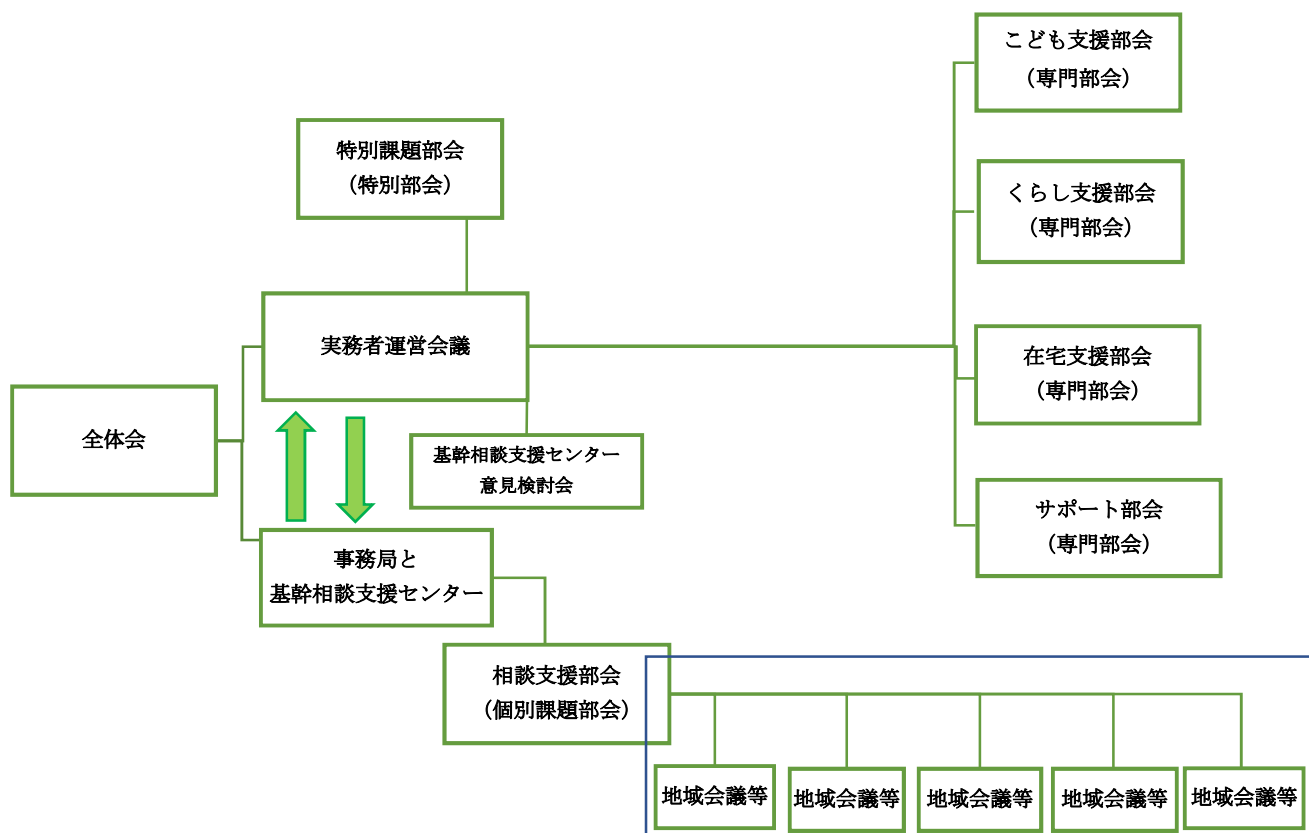 こども支援部会
（専門部会）
特別課題部会
（特別部会）
くらし支援部会
（専門部会）
実務者運営会議
在宅支援部会
（専門部会）
全体会
基幹相談支援センター
意見検討会
サポート部会
（専門部会）
事務局と
基幹相談支援センター
相談支援部会
（個別課題部会）
地域会議等
地域会議等
地域会議等
地域会議等
地域会議等